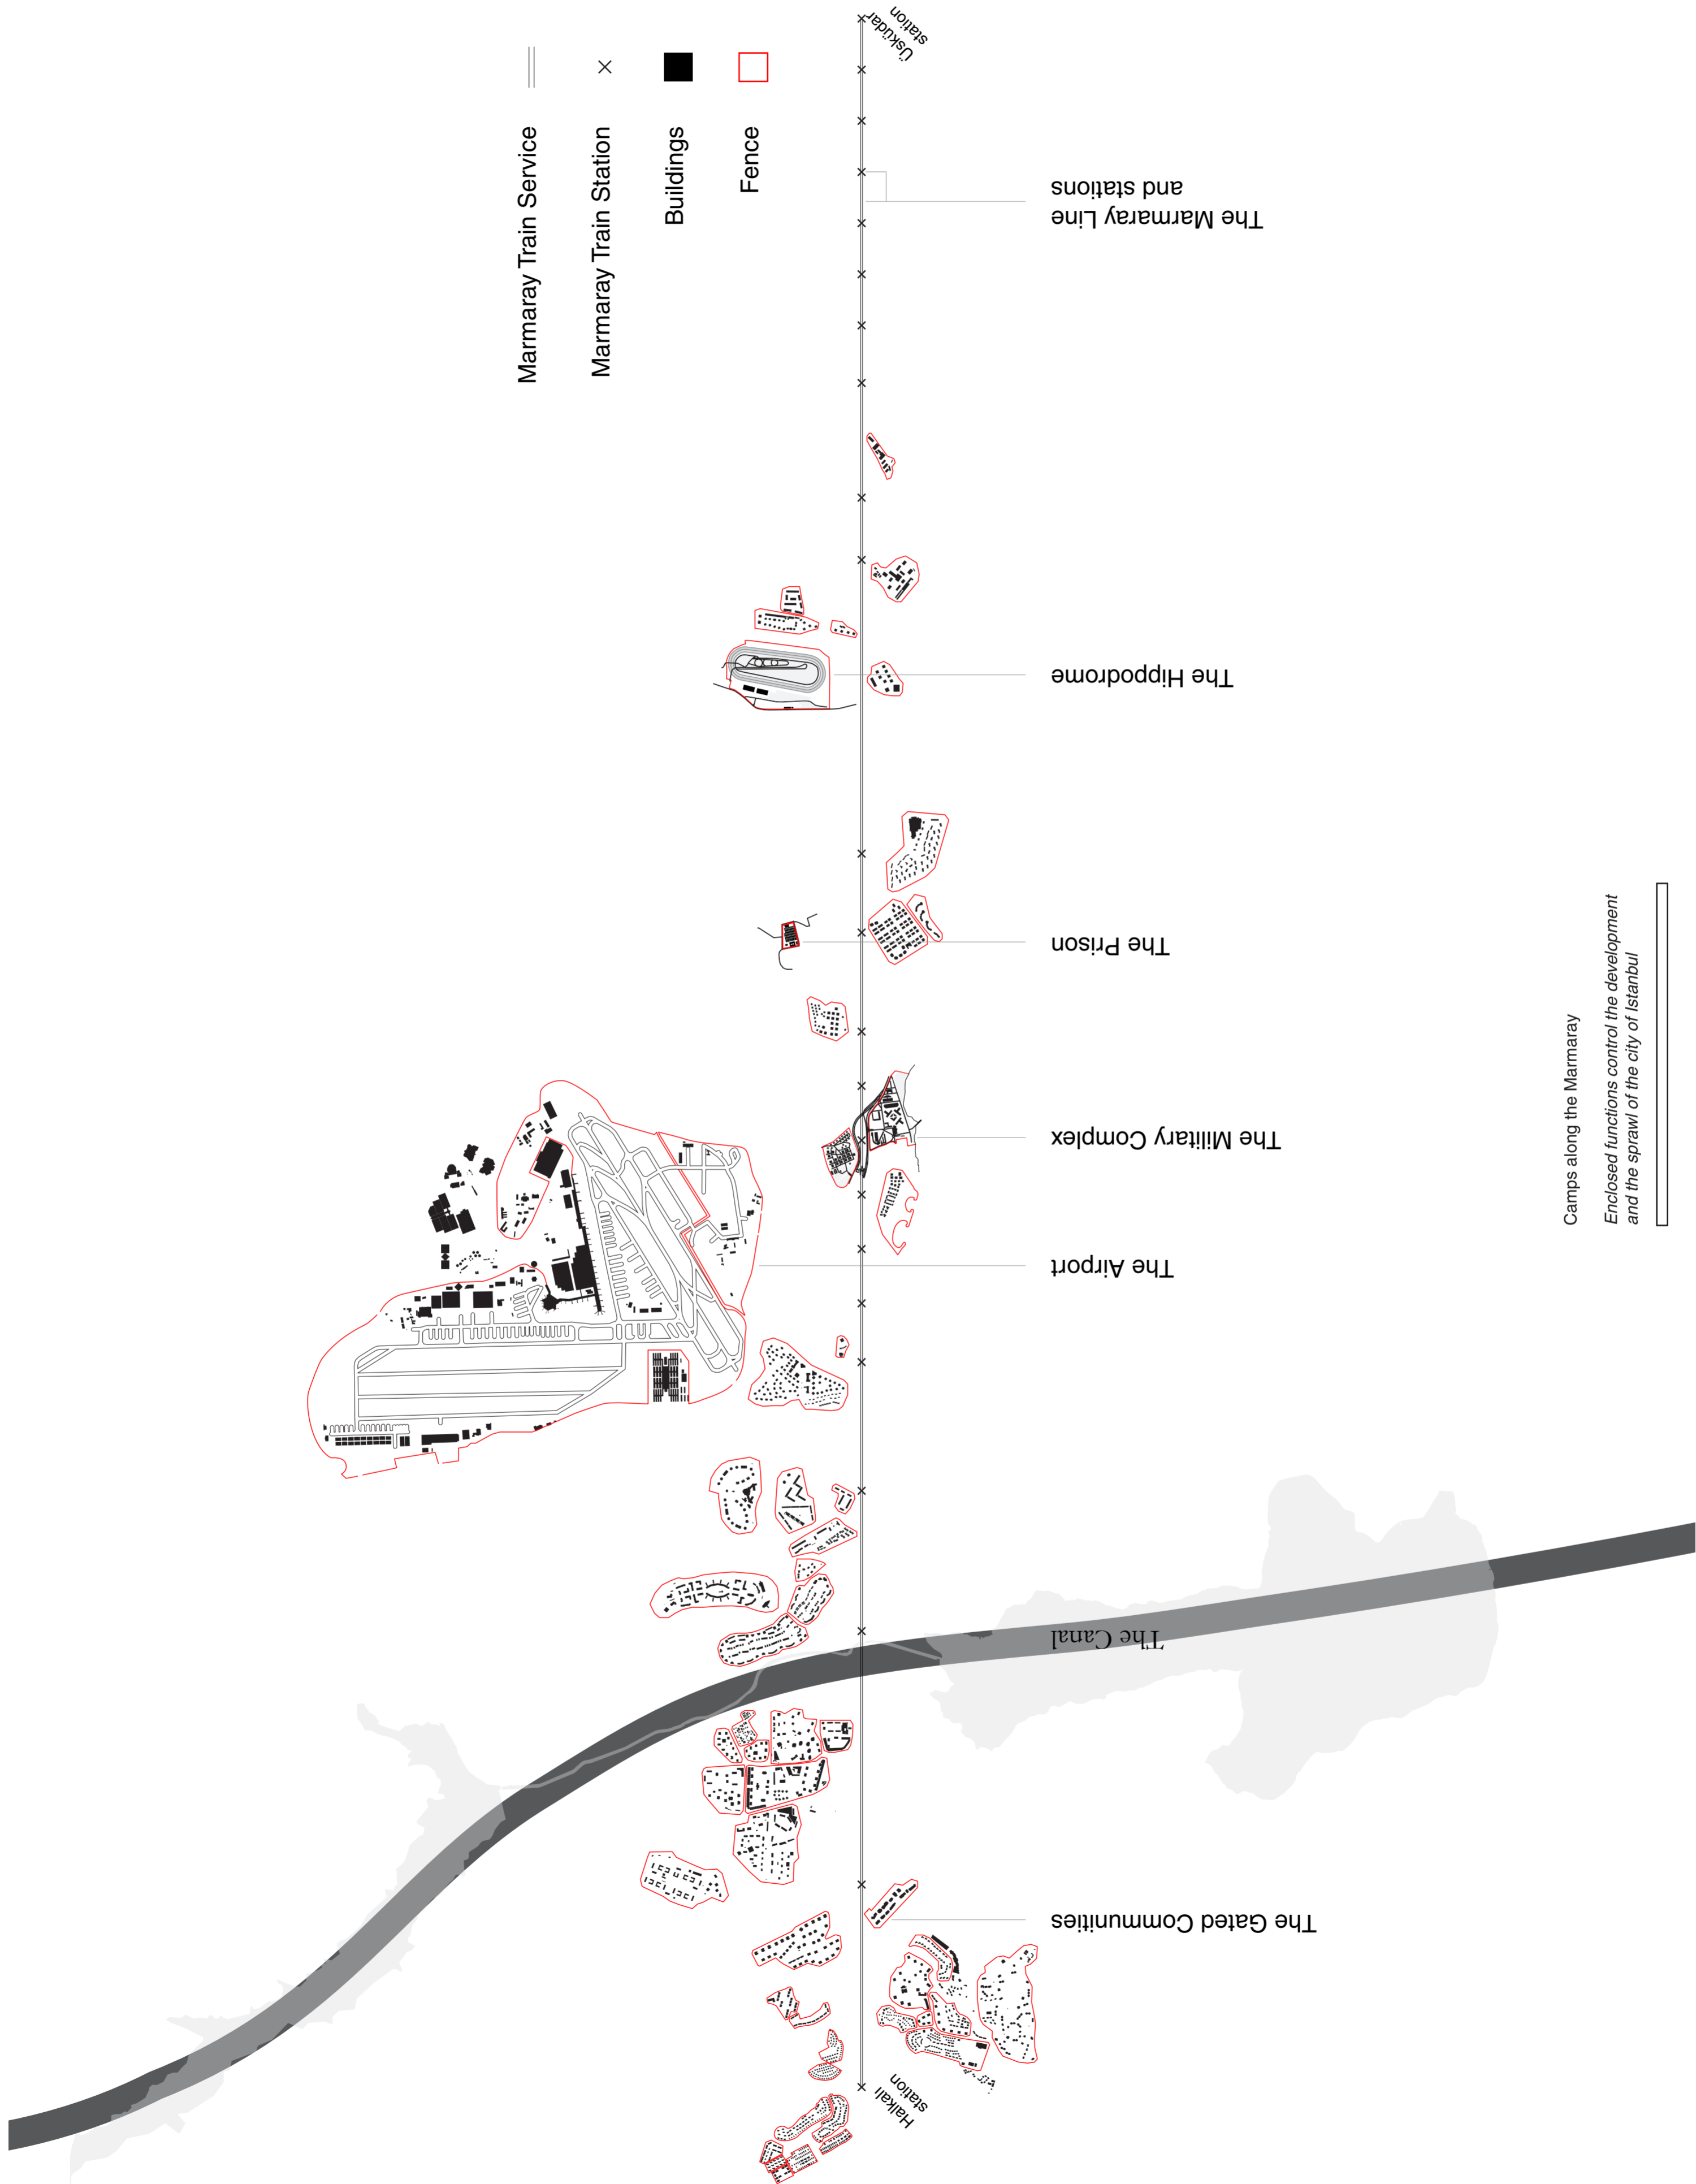 Üsküdar
station
Marmaray Train Service
Marmaray Train Station
Buildings
Fence
The Marmaray Line
and stations
The Hippodrome
The Prison
The Military Complex
The Airport
The Canal
The Gated Communities
Halkali
station
Camps along the Marmaray
Enclosed functions control the development
and the sprawl of the city of Istanbul